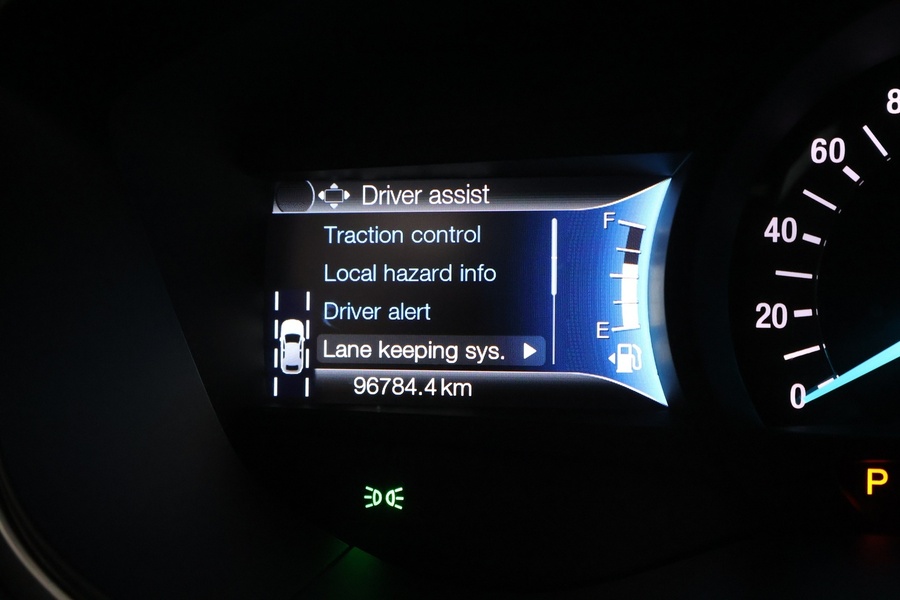 Driver assist
Traction control
Local hazard info
Driver alert
Lane keeping sys.
96784.4 km
F
E
8
60
40
20
0
P